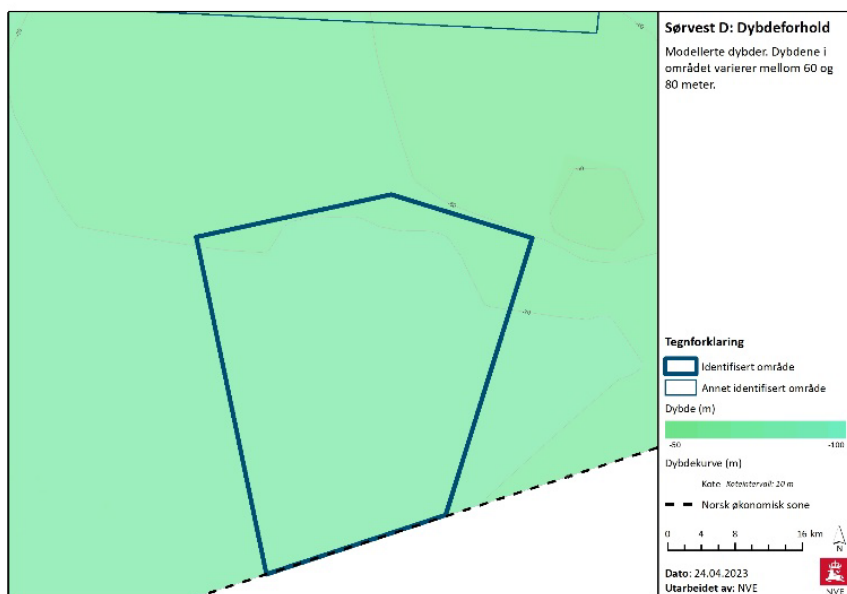 Sørvest D: Dybdeforhold
Modellerte dybder. Dybdene i
området varierer mellom 60 og
80 meter.
Tegnforklaring
Identifisert område
Annet identifisert område
Dybde (m)
-50 -100
Dybdekurve (m)
Kote Koteintervall: 10 m
Norsk økonomisk sone
0 4 8 16 km
N
Dato: 24.04.2023
Utarbeidet av: NVE
NVE